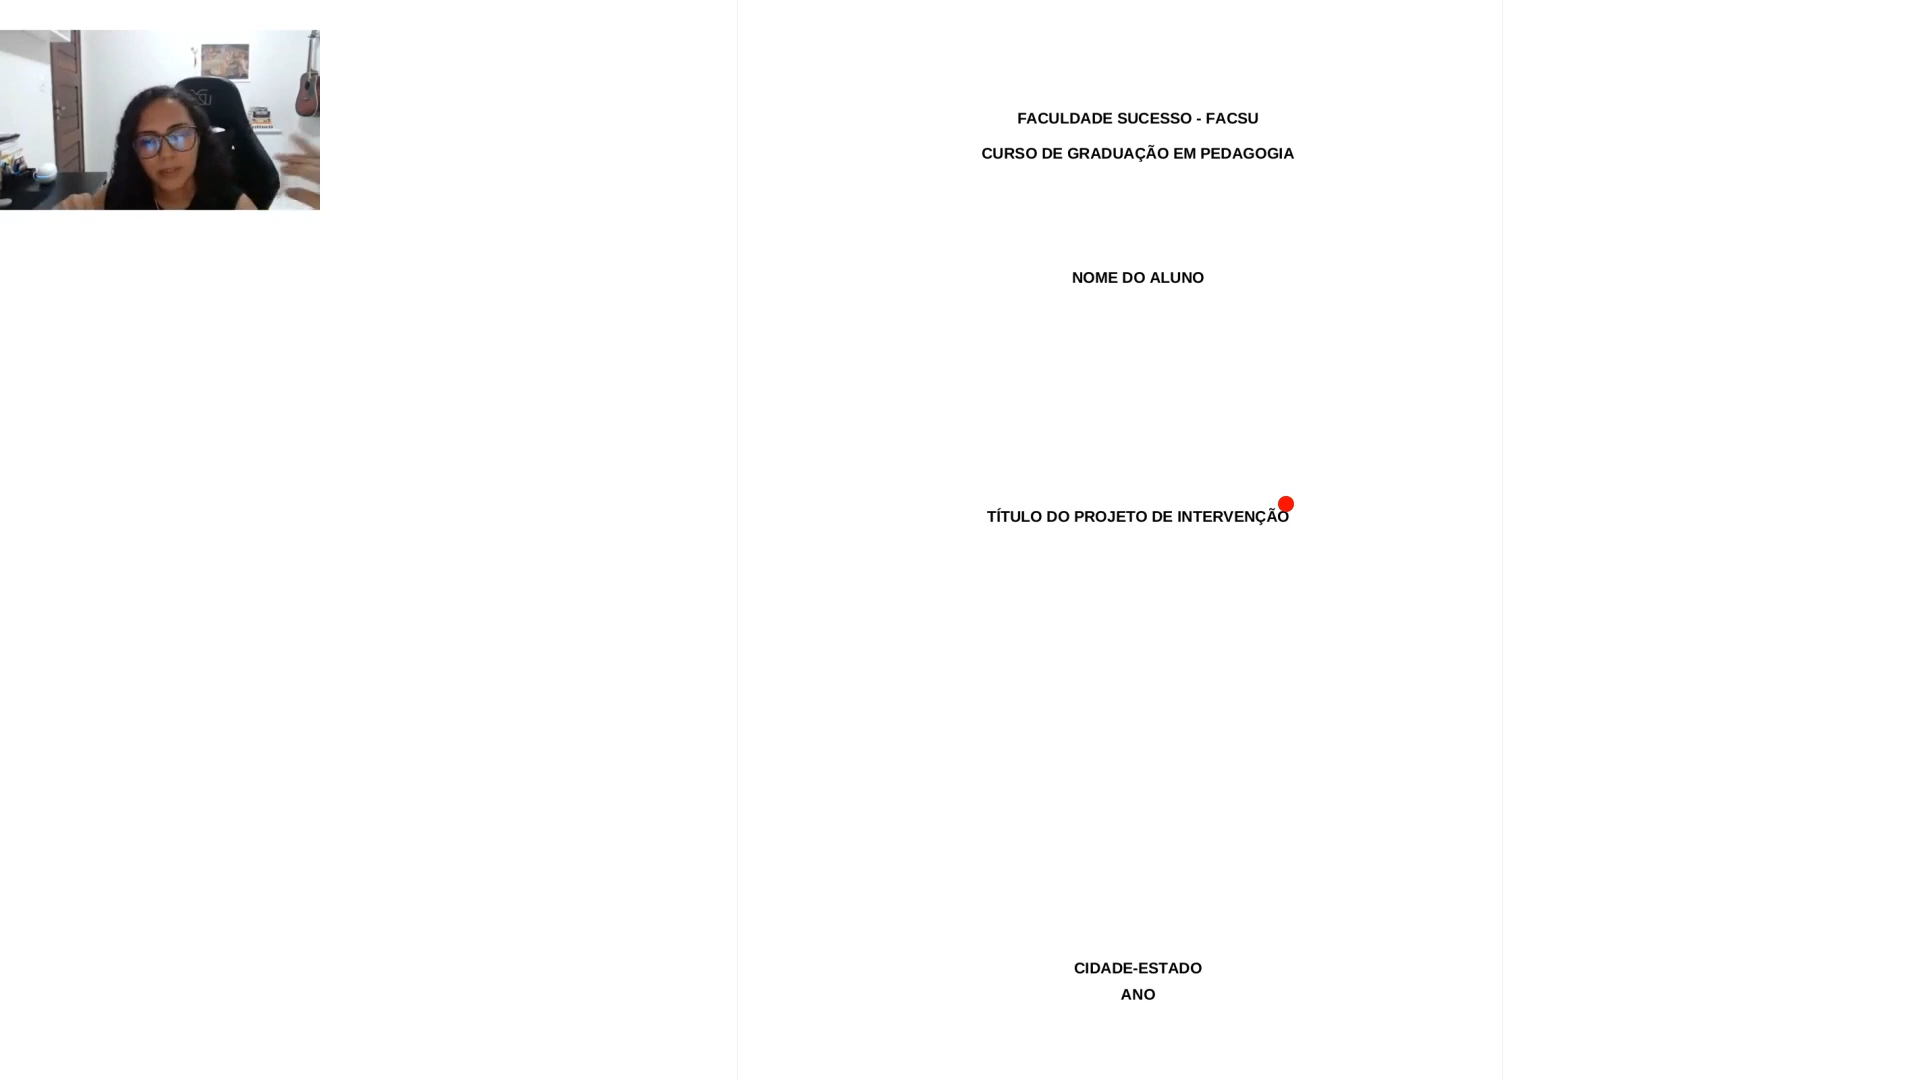 FACULDADE SUCESSO - FACSU
CURSO DE GRADUAÇÃO EM PEDAGOGIA
NOME DO ALUNO
TÍTULO DO PROJETO DE INTERVENÇÃO
CIDADE-ESTADO
ANO